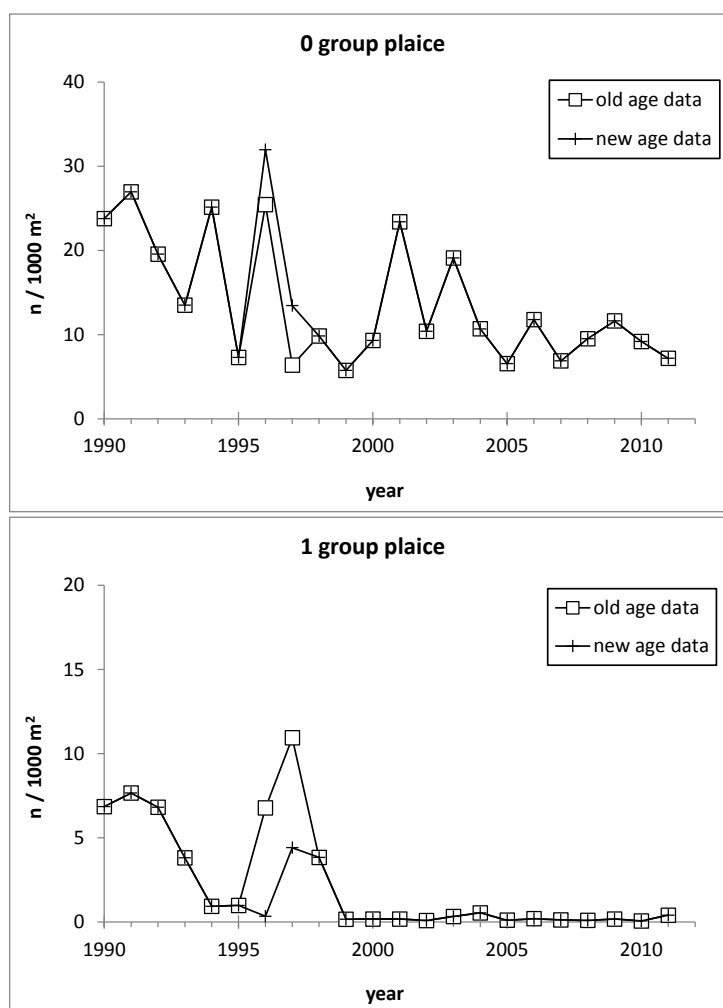 0 group plaice
old age data
new age data
40
30
20
10
0
n / 1000 m²
1990 1995 2000 2005 2010
year
1 group plaice
old age data
new age data
20
15
10
5
0
n / 1000 m²
1990 1995 2000 2005 2010
year